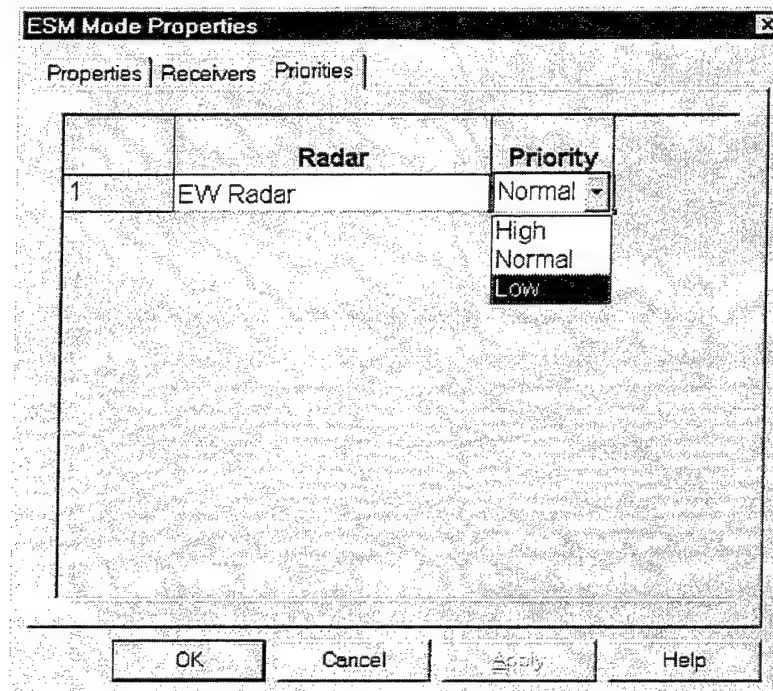 ESM Mode Properties
Properties Receivers Priorities
Radar Priority
1 EW Radar Normal
High
Normal
Low
OK Cancel Apply Help